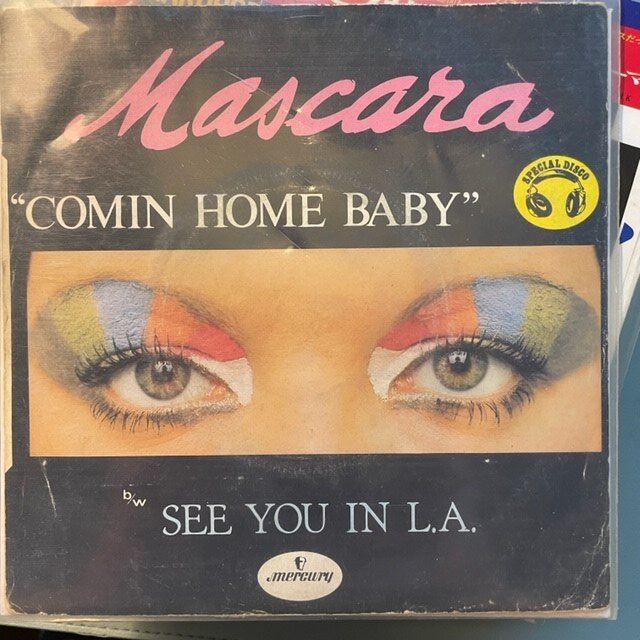 Mascara
SPECIAL DISCO
“COMIN HOME BABY”
b/w
SEE YOU IN L.A.
mercury